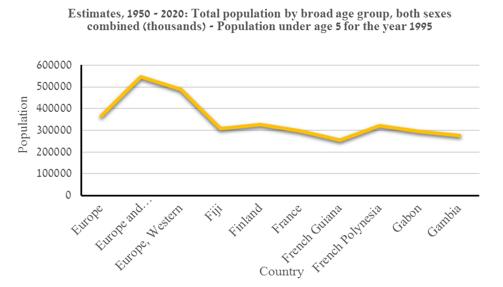 Estimates, 1950 - 2020: Total population by broad age group, both sexes
combined (thousands) - Population under age 5 for the year 1995
600000
500000
400000
300000
200000
100000
0
Population
Europe
Europe and...
Europe, Western
Fiji
Finland
France
French Guiana
French Polynesia
Gabon
Gambia
Country